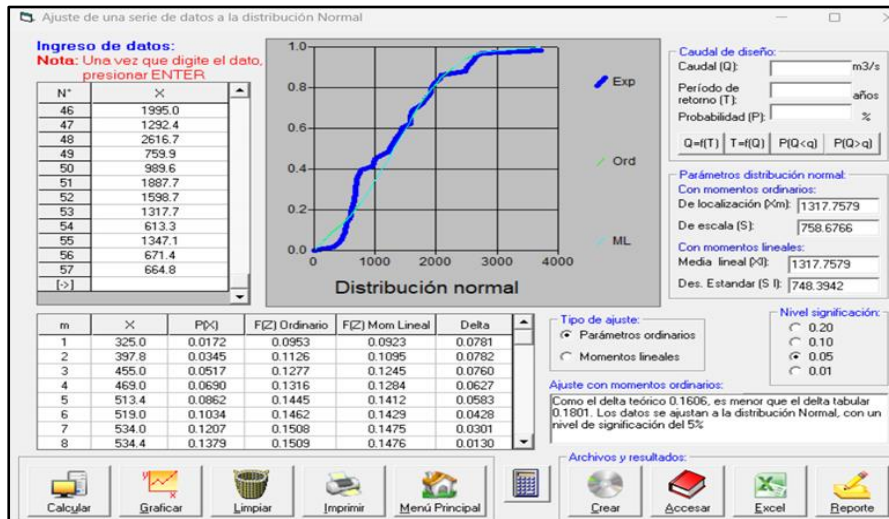 Ajuste de una serie de datos a la distribución Normal
Ingreso de datos:
Nota: Una vez que digite el dato,
presionar ENTER
N° X
46 1995.0
47 1292.4
48 2616.7
49 759.9
50 989.6
51 1887.7
52 1598.7
53 1317.7
54 613.3
55 1347.1
56 671.4
57 664.8
[->]
1.0
0.8
0.6
0.4
0.2
0.0
0 1000 2000 3000 4000
Distribución normal
Exp
Ord
ML
Caudal de diseño:
Caudal (Q): m3/s
Período de
retorno (T): años
Probabilidad (P): %
Q=f(T) T=f(Q) P(Q<q) P(Q>q)
Parámetros distribución normal:
Con momentos ordinarios:
De localización (Xm): 1317.7579
De escala (S): 758.6766
Con momentos lineales:
Media lineal (Xl) 1317.7579
Des. Estandar (S l): 748.3942
m X P(X) F(Z) Ordinario F(Z) Mom Lineal Delta
1 325.0 0.0172 0.0953 0.0923 0.0781
2 397.8 0.0345 0.1126 0.1095 0.0782
3 455.0 0.0517 0.1277 0.1245 0.0760
4 469.0 0.0690 0.1316 0.1284 0.0627
5 513.4 0.0862 0.1445 0.1412 0.0583
6 519.0 0.1034 0.1462 0.1429 0.0428
7 534.0 0.1207 0.1508 0.1475 0.0301
8 534.4 0.1379 0.1509 0.1476 0.0130
Tipo de ajuste:
Parámetros ordinarios
Momentos lineales
Nivel significación:
0.20
0.10
0.05
0.01
Ajuste con momentos ordinarios:
Como el delta teórico 0.1606, es menor que el delta tabular
0.1801. Los datos se ajustan a la distribución Normal, con un
nivel de significación del 5%
Calcular
Graficar
Limpiar
Imprimir
Menú Principal
Archivos y resultados:
Crear
Accesar
Excel
Reporte